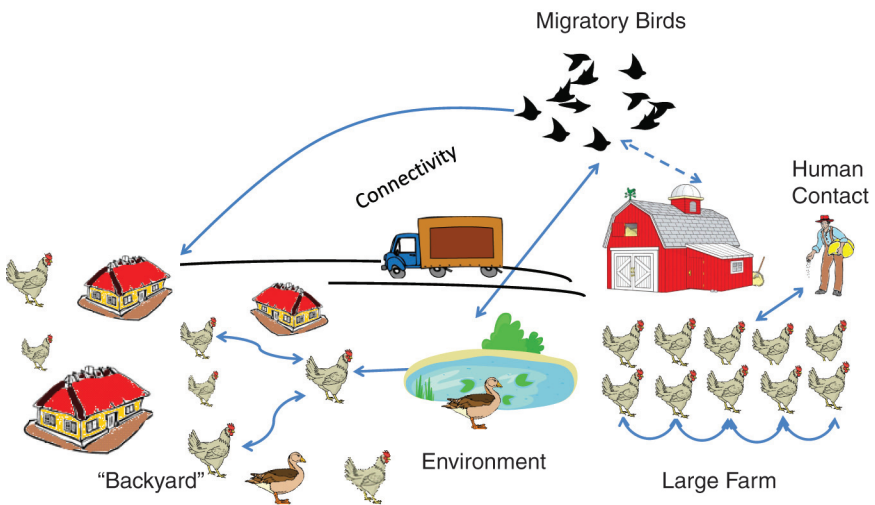 Migratory Birds
Connectivity
Human
Contact
“Backyard”
Environment
Large Farm